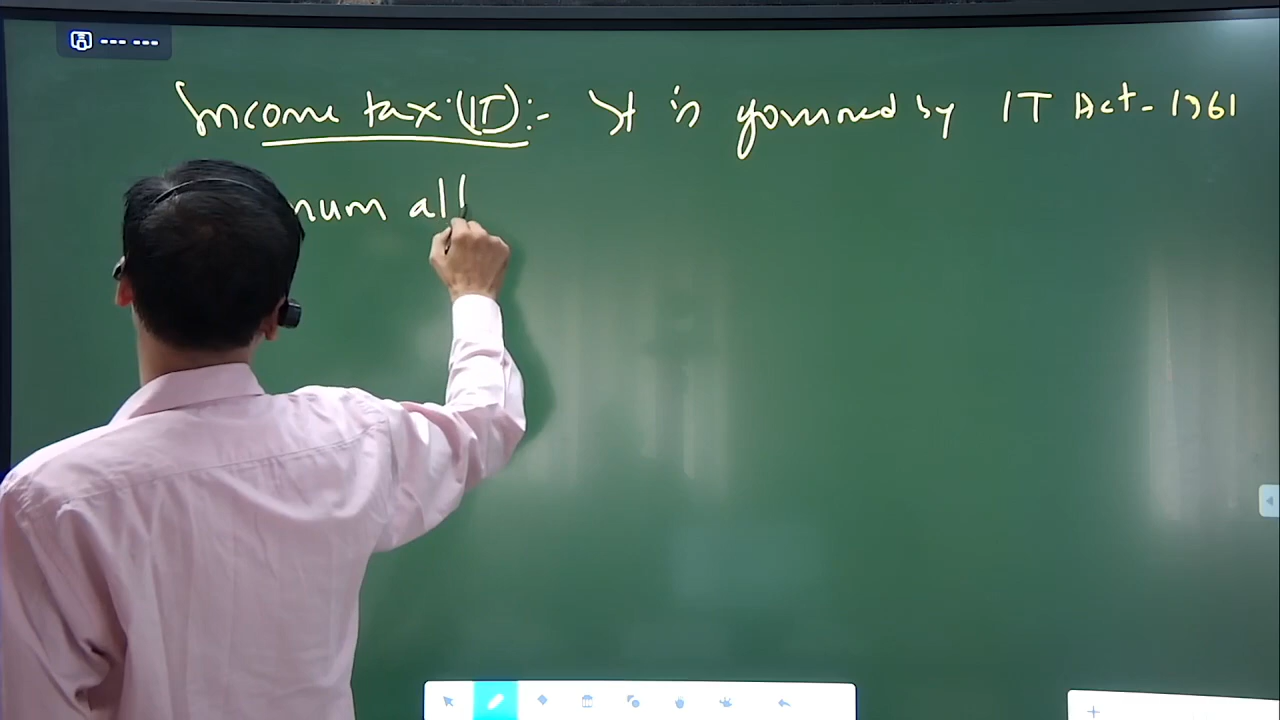 Income tax (IT) :- It is governed by IT Act - 1961
num all